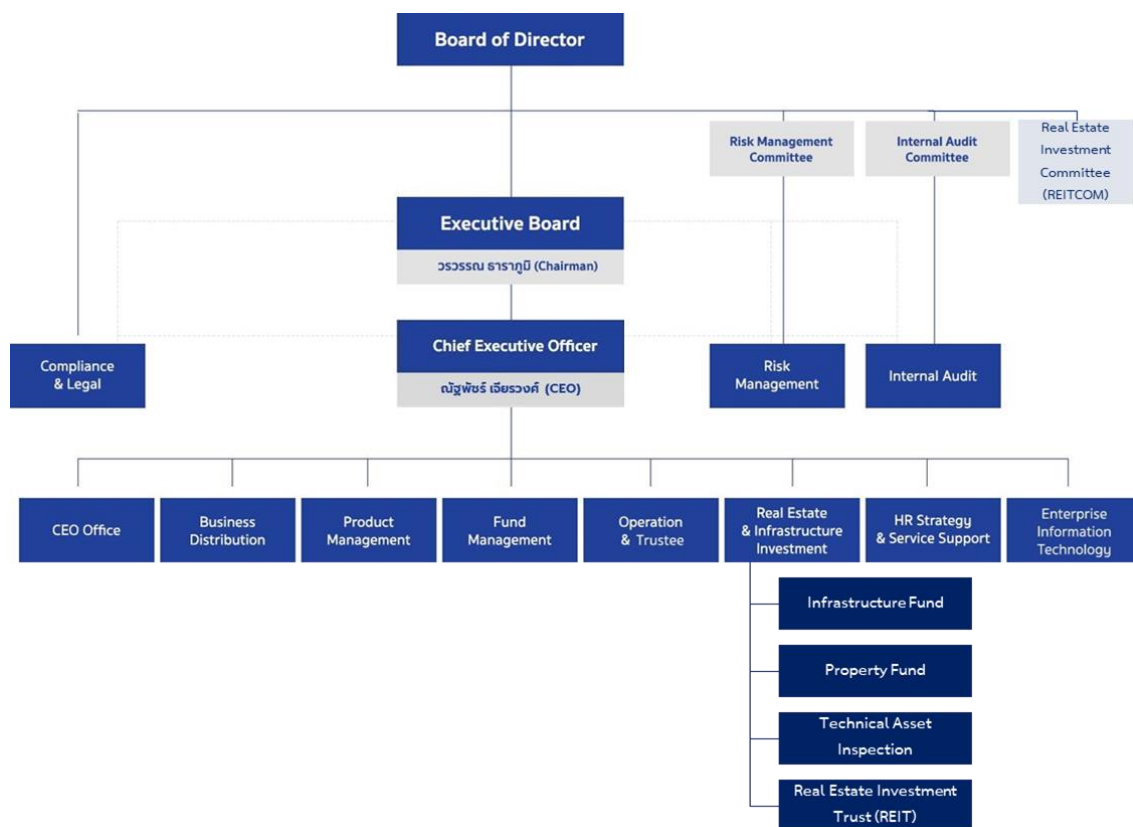 Board of Director
Risk Management
Committee
Internal Audit
Committee
Real Estate
Investment
Committee
(REITCOM)
Executive Board
วรวรรณ ธาราภูมิ (Chairman)
Chief Executive Officer
ณัฐพัชร์ เจียรวงศ์ (CEO)
Compliance
& Legal
Risk
Management
Internal Audit
CEO Office
Business
Distribution
Product
Management
Fund
Management
Operation
& Trustee
Real Estate
& Infrastructure
Investment
HR Strategy
& Service Support
Enterprise
Information
Technology
Infrastructure Fund
Property Fund
Technical Asset
Inspection
Real Estate Investment
Trust (REIT)